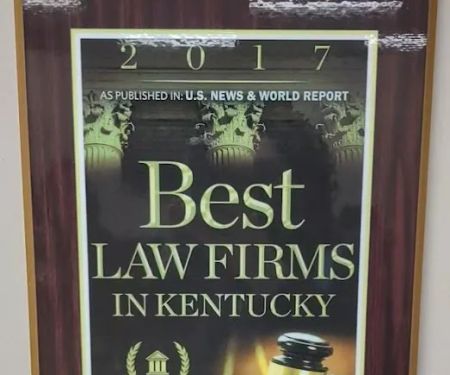 2 0 1 7
AS PUBLISHED IN: U.S. NEWS & WORLD REPORT
Best
LAW FIRMS
IN KENTUCKY